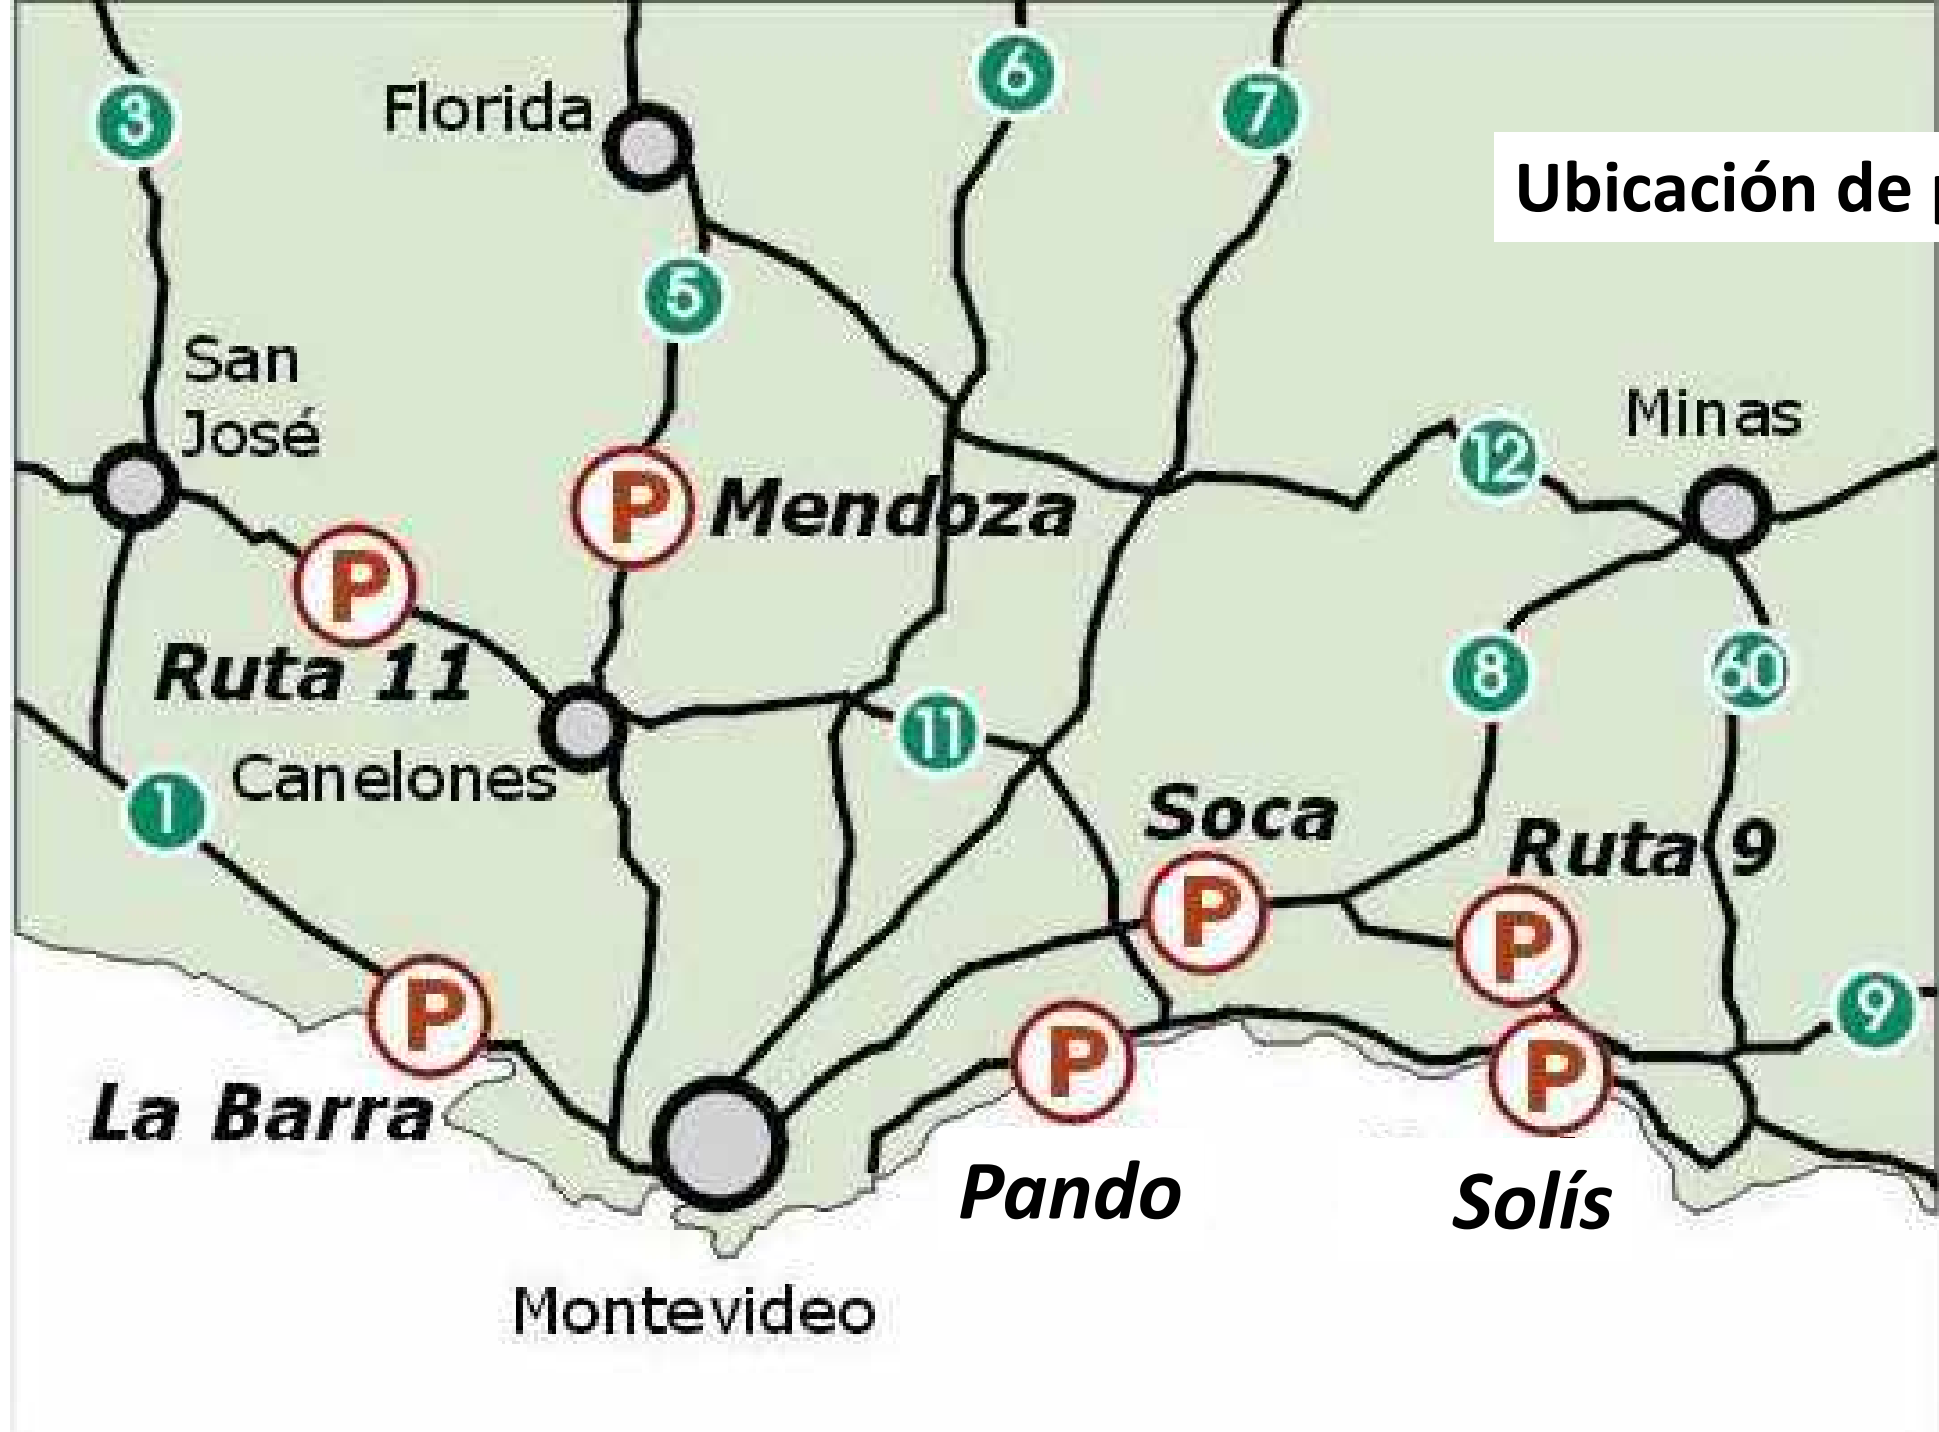 6
3
Florida
7
Ubicación de
5
San
José
Minas
12
P
Mendoza
P
Ruta 11
60
8
11
Canelones
1
Soca
Ruta 9
P
P
P
9
P
P
La Barra
Pando
Solís
Montevideo